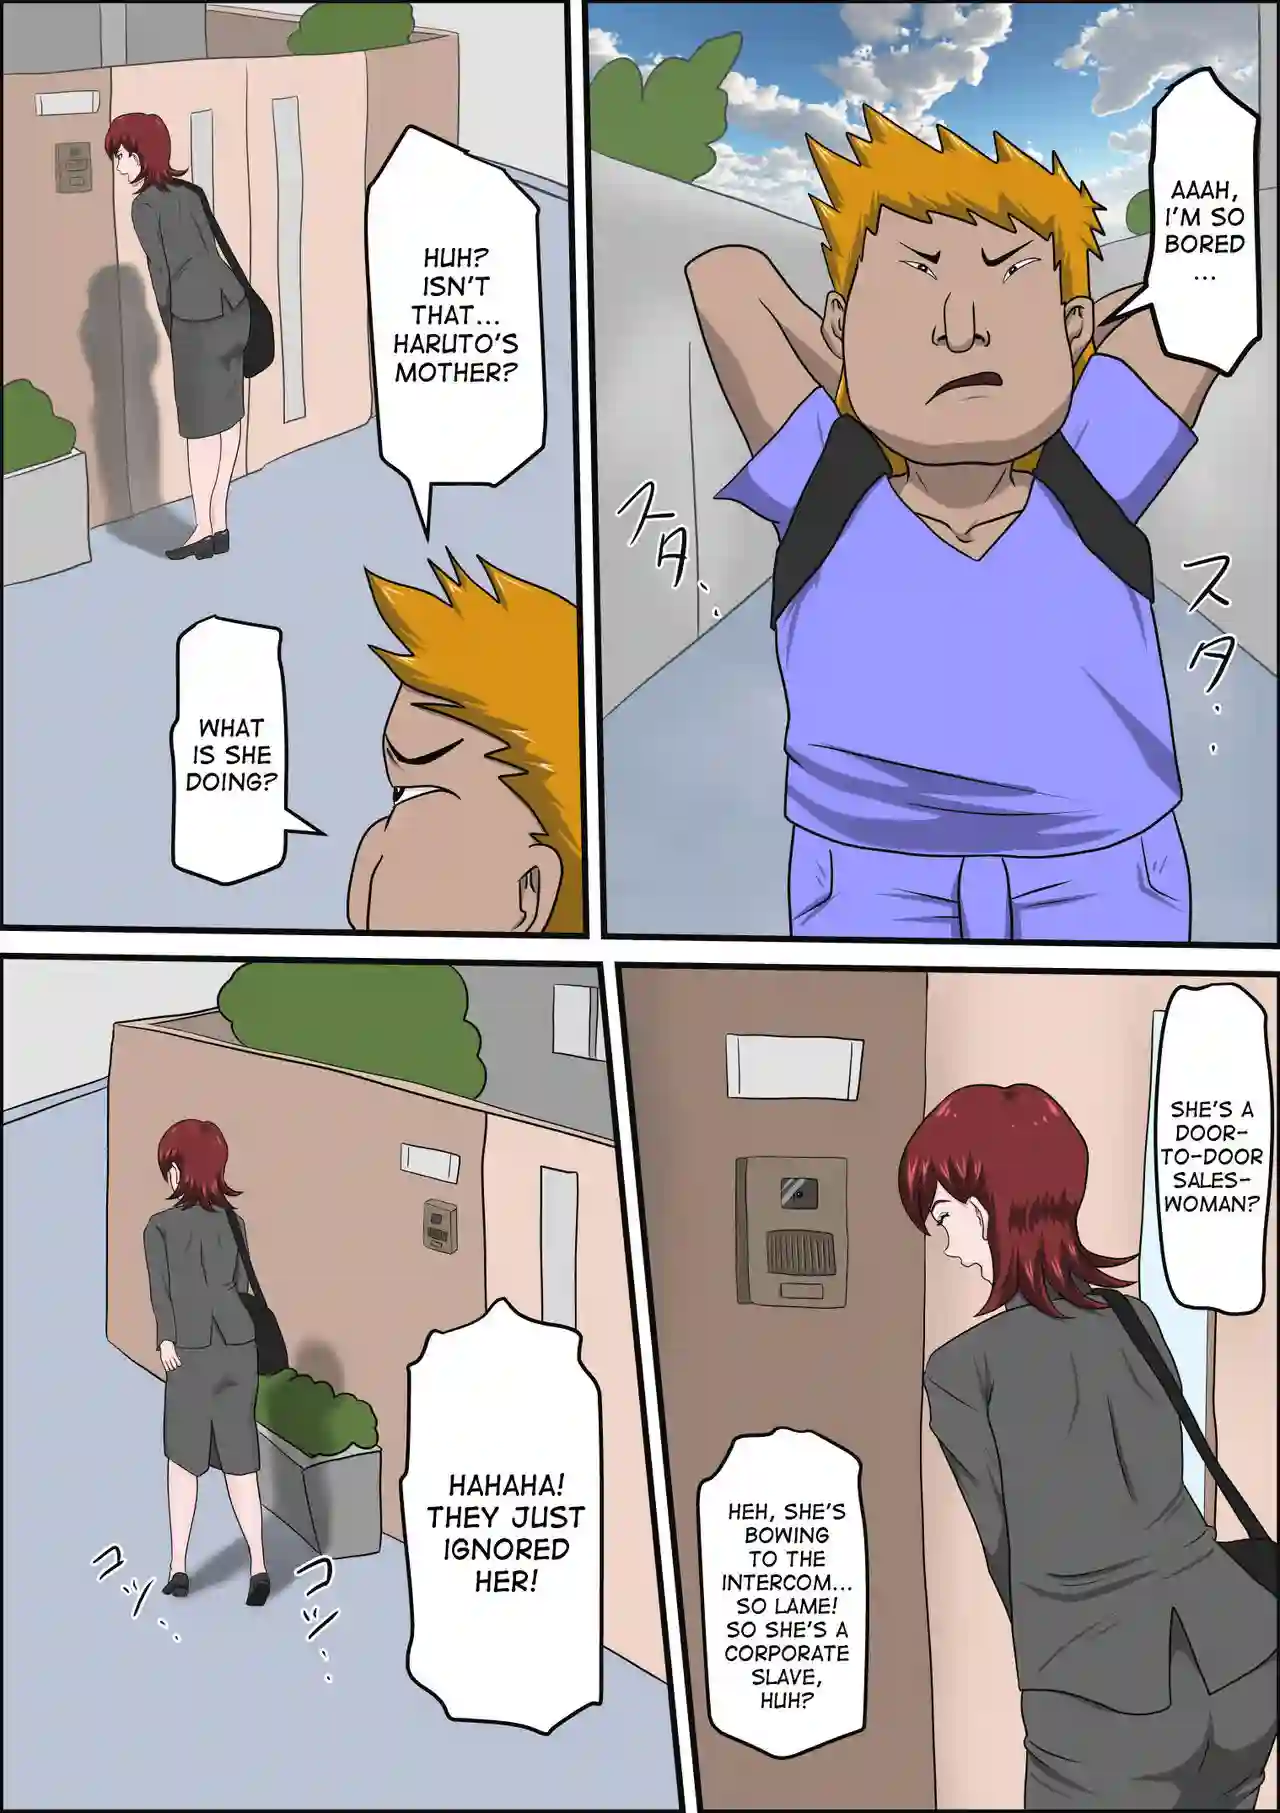 AAAH,
I'M SO
BORED
...
スタ..
スタ..
HUH?
ISN'T
THAT...
HARUTO'S
MOTHER?
WHAT
IS SHE
DOING?
SHE'S A
DOOR-
TO-DOOR
SALES-
WOMAN?
HEH, SHE'S
BOWING
TO THE
INTERCOM...
SO LAME!
SO SHE'S A
CORPORATE
SLAVE,
HUH?
HAHAHA!
THEY JUST
IGNORED
HER!
コッ..
コッ..